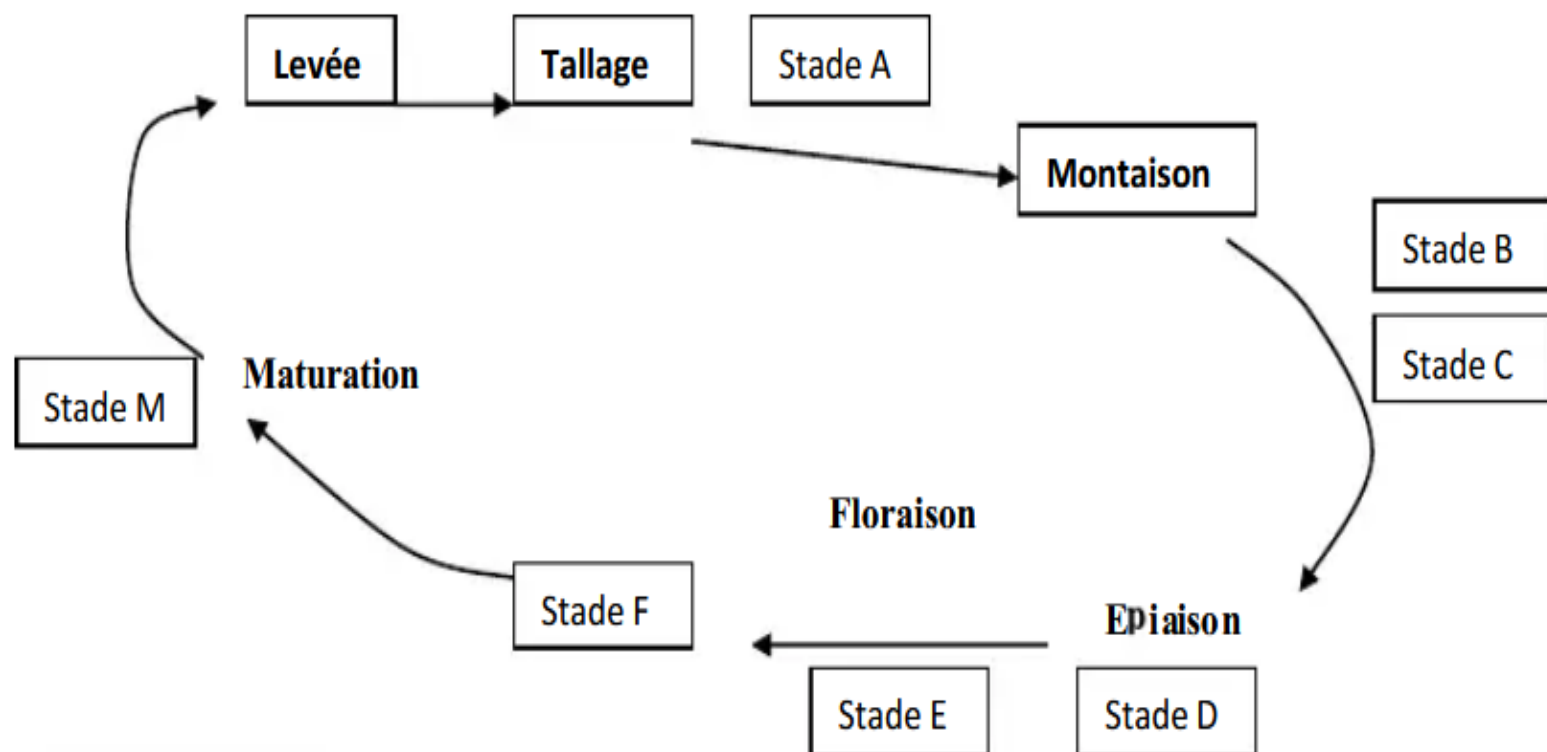 Levée
Tallage
Stade A
Montaison
Stade B
Stade C
Maturation
Stade M
Floraison
Stade F
Epiaison
Stade E
Stade D